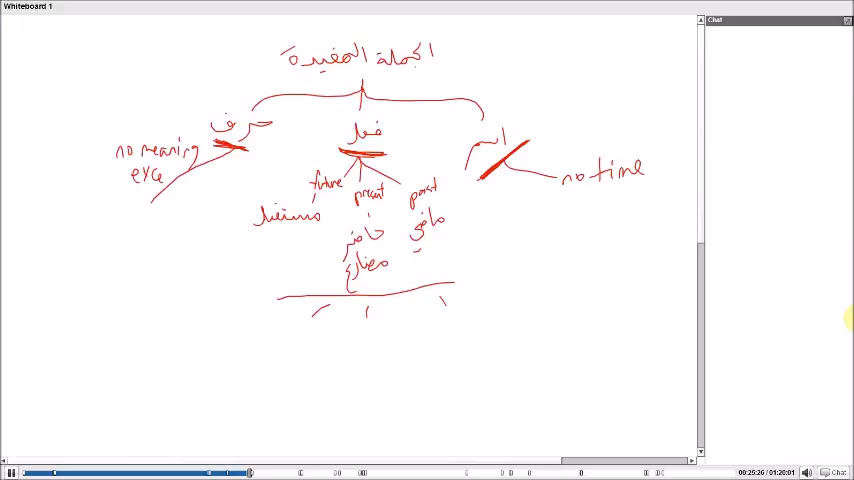 Whiteboard 1
Chat
الجملة المفيدة
اسم
فعل
حرف
no time
past
present
future
no meaning
exce
ماضي
حاضر
مستقبل
مضارع
00:25:26 / 01:20:01
Chat